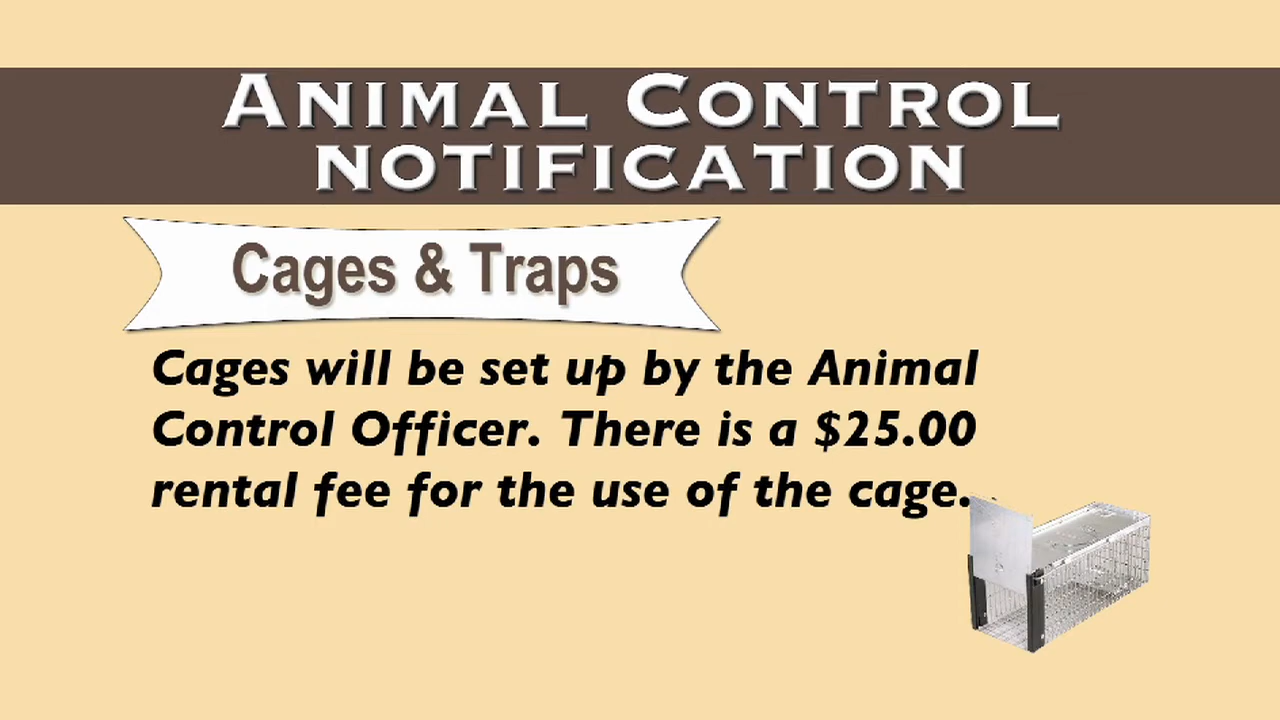 ANIMAL CONTROL
NOTIFICATION
Cages & Traps
Cages will be set up by the Animal
Control Officer. There is a $25.00
rental fee for the use of the cage.